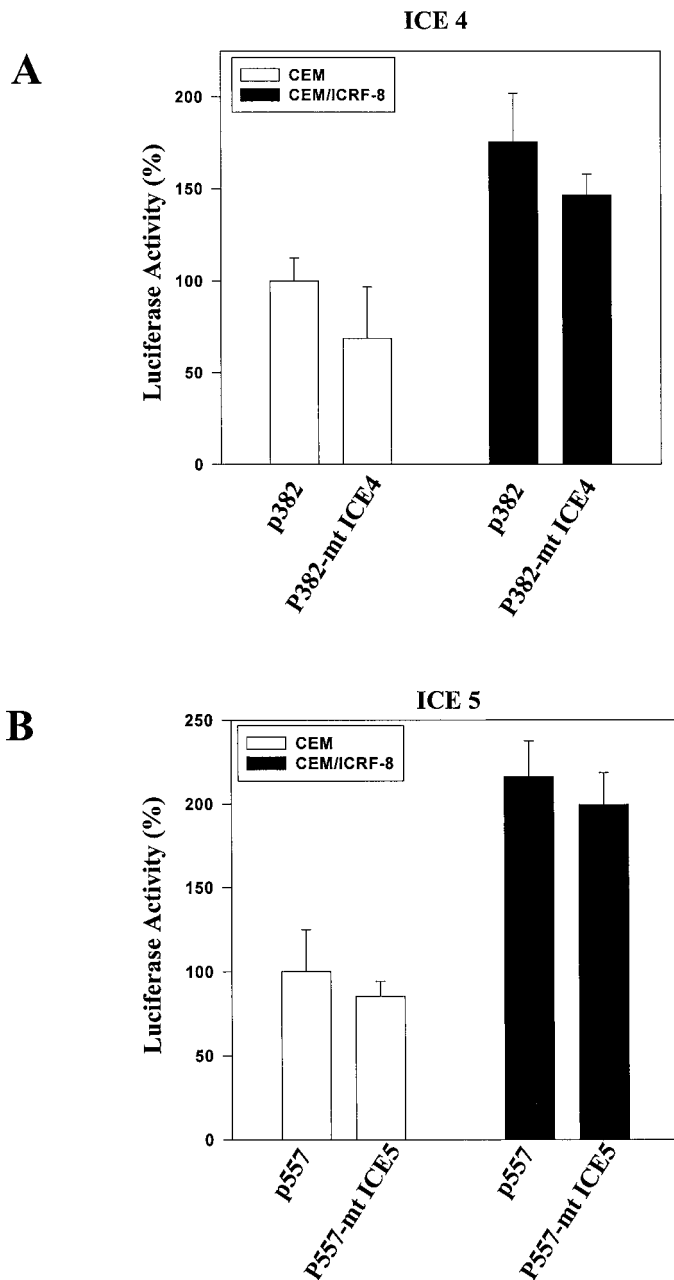 ICE 4
A
CEM
CEM/ICRF-8
Luciferase Activity (%)
200
150
100
50
0
p382
P382-mt ICE4
p382
P382-mt ICE4
ICE 5
B
CEM
CEM/ICRF-8
Luciferase Activity (%)
250
200
150
100
50
0
p557
P557-mt ICE5
p557
P557-mt ICE5